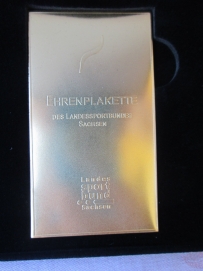 EHRENPLAKETTE
DES LANDESSPORTBUNDES
SACHSEN
Landes
sport
bund
Sachsen